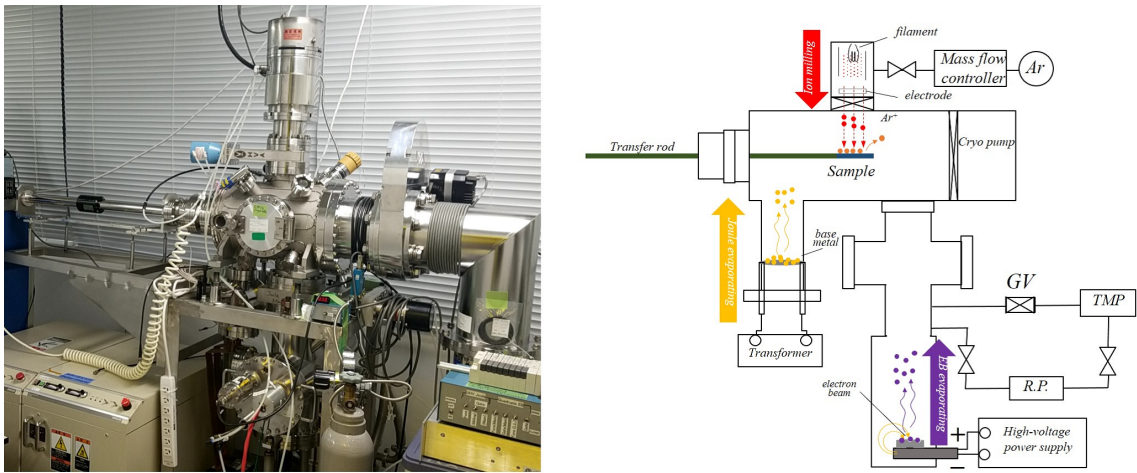 filament
Ion milling
Mass flow
controller
Ar
electrode
Ar⁺
Cryo pump
Transfer rod
Sample
Joule evaporating
base
metal
GV
TMP
Transformer
EB evaporating
electron
beam
R.P.
+
High-voltage
power supply
−